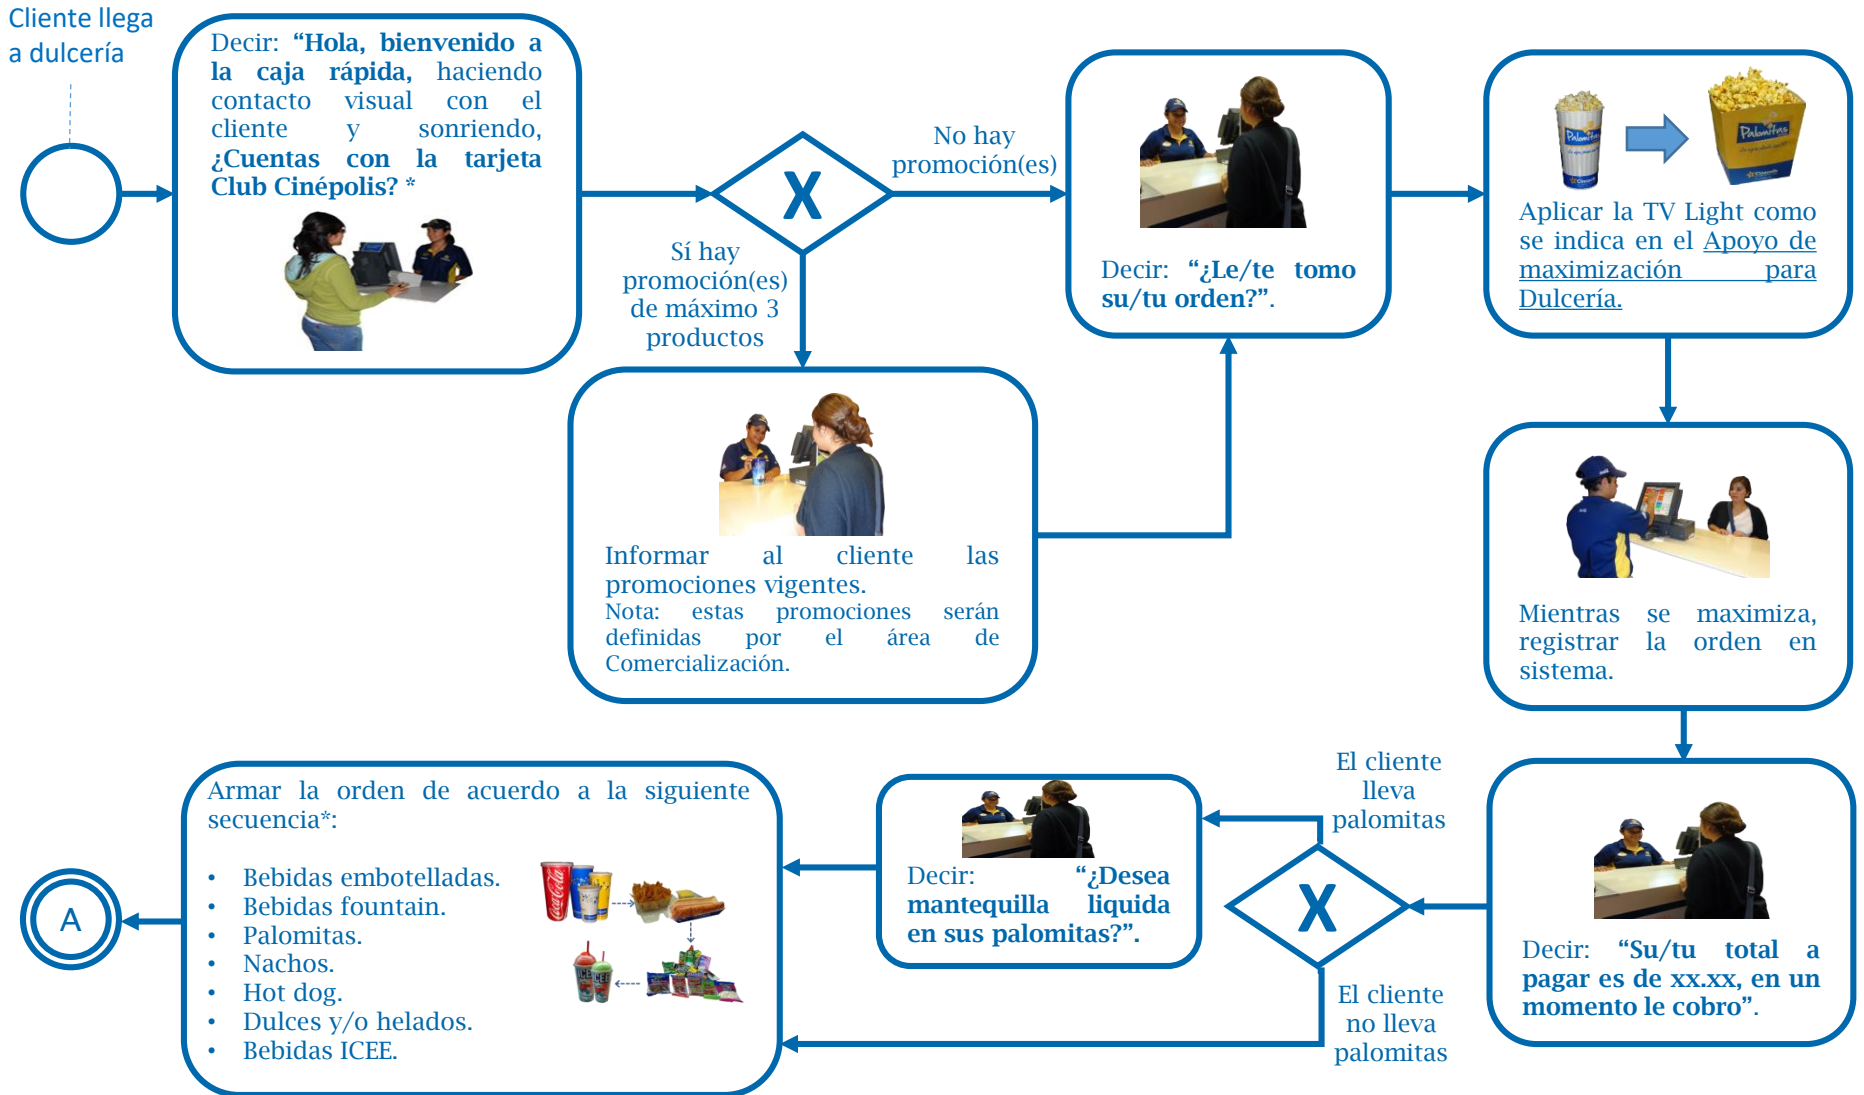 Cliente llega
a dulcería
Decir: “Hola, bienvenido a
la caja rápida, haciendo
contacto visual con el
cliente y sonriendo,
¿Cuentas con la tarjeta
Club Cinépolis? *
X
No hay
promoción(es)
Sí hay
promoción(es)
de máximo 3
productos
Informar al cliente las
promociones vigentes.
Nota: estas promociones serán
definidas por el área de
Comercialización.
Decir: “¿Le/te tomo
su/tu orden?”.
Palomitas
Palomitas
Aplicar la TV Light como
se indica en el Apoyo de
maximización para
Dulcería.
Mientras se maximiza,
registrar la orden en
sistema.
Decir: “Su/tu total a
pagar es de xx.xx, en un
momento le cobro”.
X
El cliente
lleva
palomitas
El cliente
no lleva
palomitas
Decir: “¿Desea
mantequilla liquida
en sus palomitas?”.
Armar la orden de acuerdo a la siguiente
secuencia*:
• Bebidas embotelladas.
• Bebidas fountain.
• Palomitas.
• Nachos.
• Hot dog.
• Dulces y/o helados.
• Bebidas ICEE.
Coca-Cola
ICEE
A